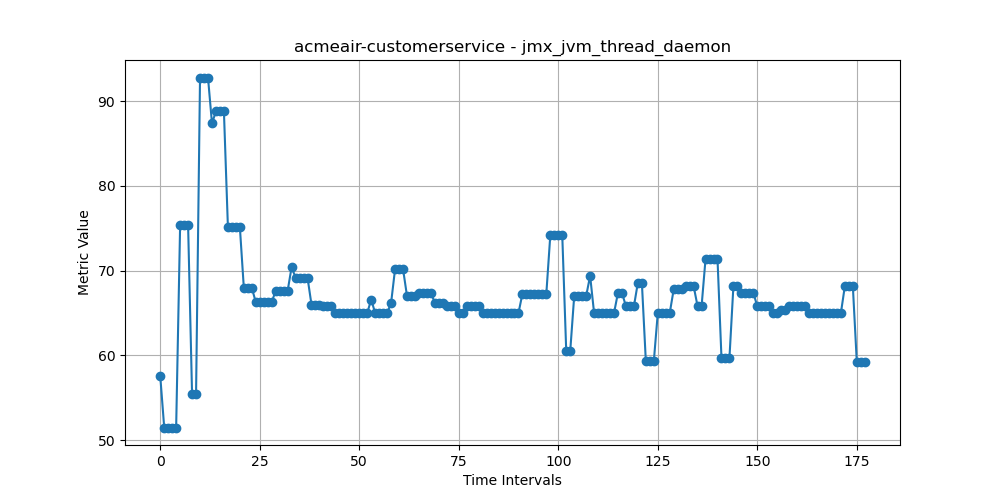 acmeair-customerservice - jmx_jvm_thread_daemon
Metric Value
90
80
70
60
50
0 25 50 75 100 125 150 175
Time Intervals